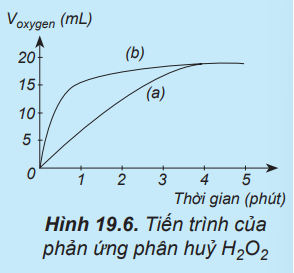 V oxygen (mL)
20
(b)
15
(a)
10
5
0
1 2 3 4 5
Thời gian (phút)
Hình 19.6. Tiến trình của
phản ứng phân huỷ H₂O₂